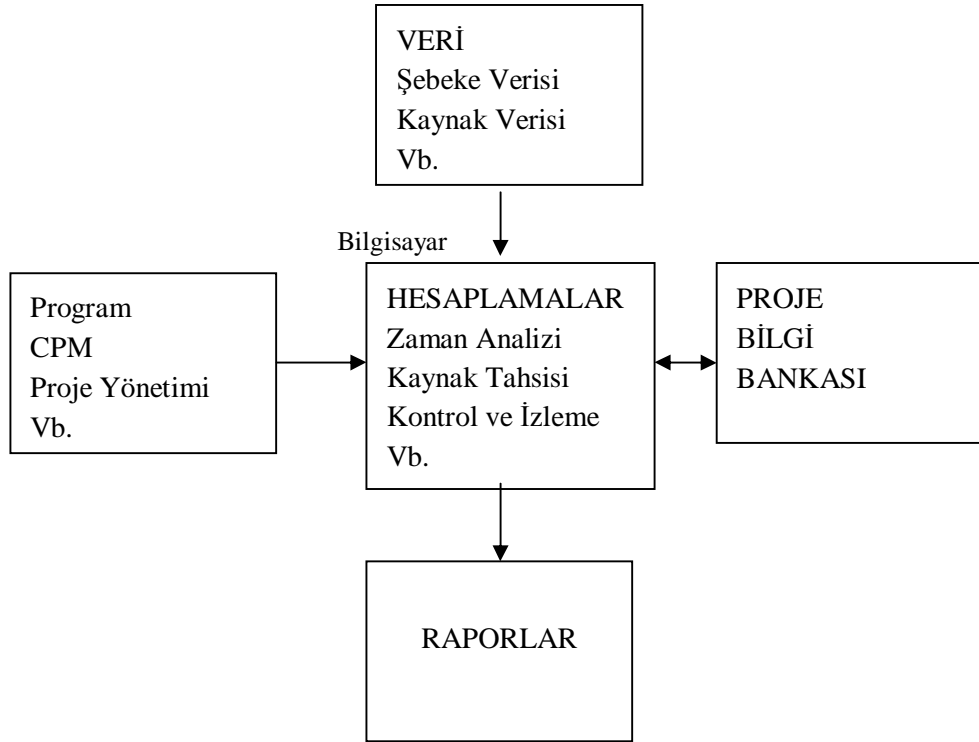 VERİ
Şebeke Verisi
Kaynak Verisi
Vb.
Bilgisayar
Program
CPM
Proje Yönetimi
Vb.
HESAPLAMALAR
Zaman Analizi
Kaynak Tahsisi
Kontrol ve İzleme
Vb.
PROJE
BİLGİ
BANKASI
RAPORLAR